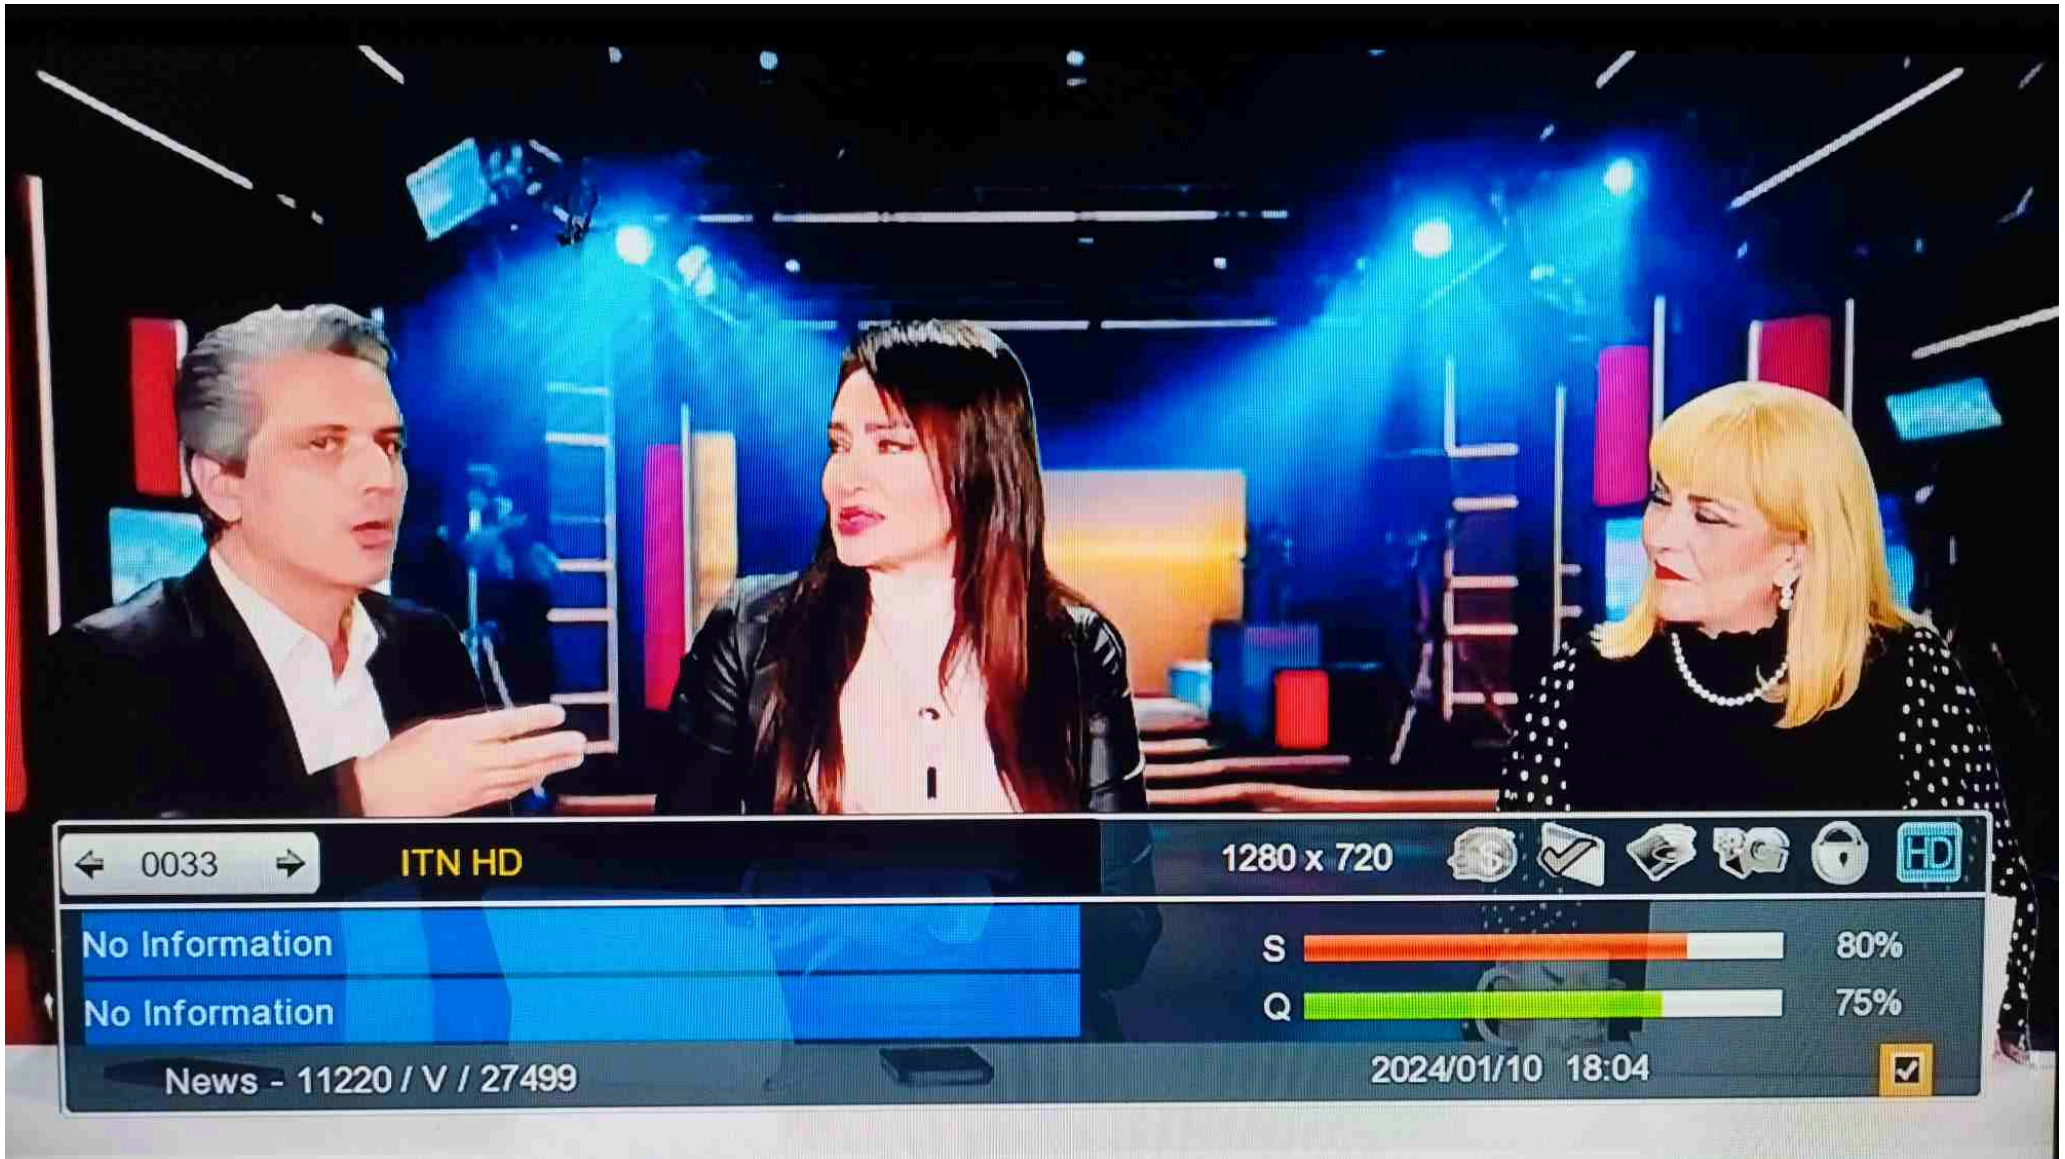 0033
ITN HD
1280 x 720
HD
No Information
S 80%
No Information
Q 75%
News - 11220 / V / 27499
2024/01/10 18:04